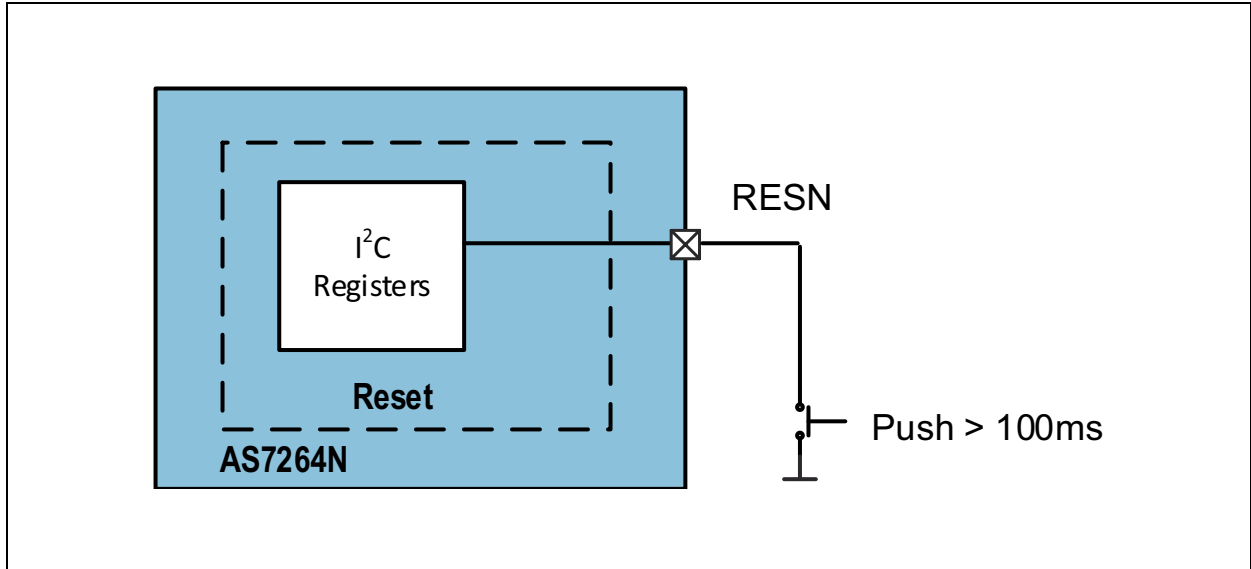 RESN
I²C
Registers
Reset
Push > 100ms
AS7264N